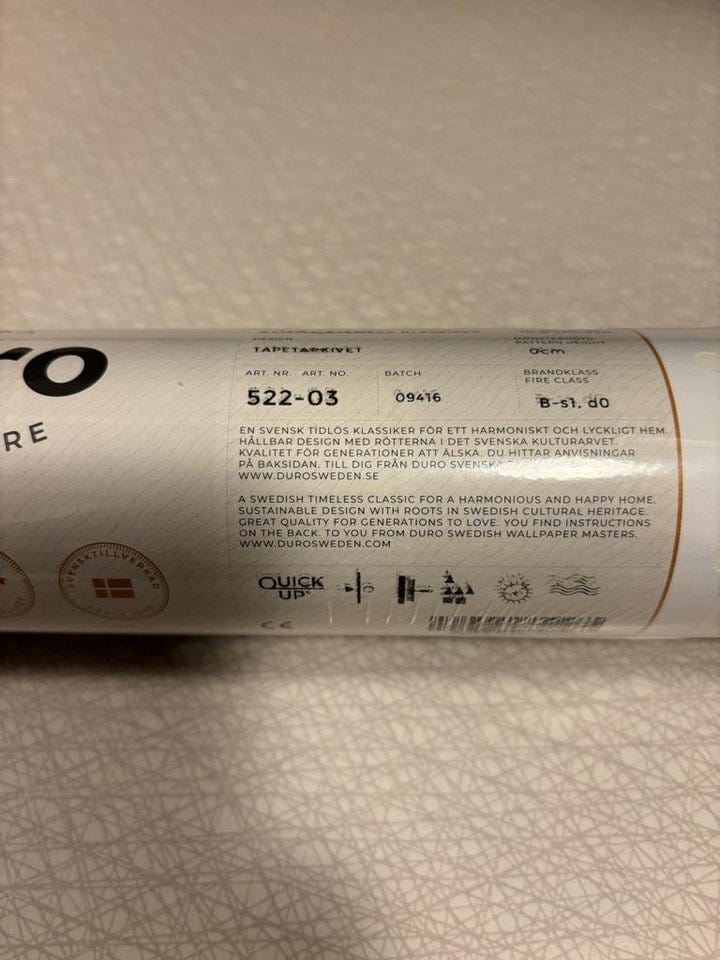 ro
RE
DESIGN
TAPETARKIVET
MÖNSTERHÖJD
PATTERN HEIGHT
0cm
ART. NR. ART. NO.
522-03
BATCH
09416
BRANDKLASS
FIRE CLASS
B-s1, d0
EN SVENSK TIDLÖS KLASSIKER FÖR ETT HARMONISKT OCH LYCKLIGT HEM.
HÅLLBAR DESIGN MED RÖTTERNA I DET SVENSKA KULTURARVET.
KVALITET FÖR GENERATIONER ATT ÄLSKA. DU HITTAR ANVISNINGAR
PÅ BAKSIDAN. TILL DIG FRÅN DURO SVENSKA
WWW.DUROSWEDEN.SE
A SWEDISH TIMELESS CLASSIC FOR A HARMONIOUS AND HAPPY HOME.
SUSTAINABLE DESIGN WITH ROOTS IN SWEDISH CULTURAL HERITAGE.
GREAT QUALITY FOR GENERATIONS TO LOVE. YOU FIND INSTRUCTIONS
ON THE BACK. TO YOU FROM DURO SWEDISH WALLPAPER MASTERS.
WWW.DUROSWEDEN.COM
SVENSKTILLVERKAD
QUICK
UP®
CE